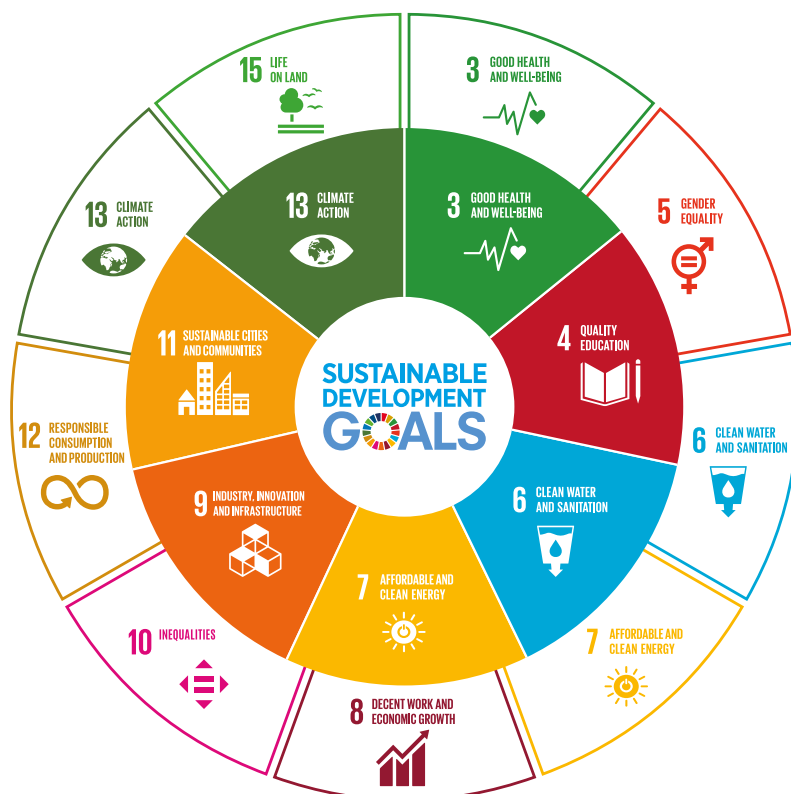 15 LIFE
ON LAND
3 GOOD HEALTH
AND WELL-BEING
13 CLIMATE
ACTION
5 GENDER
EQUALITY
13 CLIMATE
ACTION
3 GOOD HEALTH
AND WELL-BEING
11 SUSTAINABLE CITIES
AND COMMUNITIES
4 QUALITY
EDUCATION
SUSTAINABLE
DEVELOPMENT
GOALS
12 RESPONSIBLE
CONSUMPTION
AND PRODUCTION
6 CLEAN WATER
AND SANITATION
9 INDUSTRY, INNOVATION
AND INFRASTRUCTURE
6 CLEAN WATER
AND SANITATION
7 AFFORDABLE AND
CLEAN ENERGY
10 INEQUALITIES
7 AFFORDABLE AND
CLEAN ENERGY
8 DECENT WORK AND
ECONOMIC GROWTH